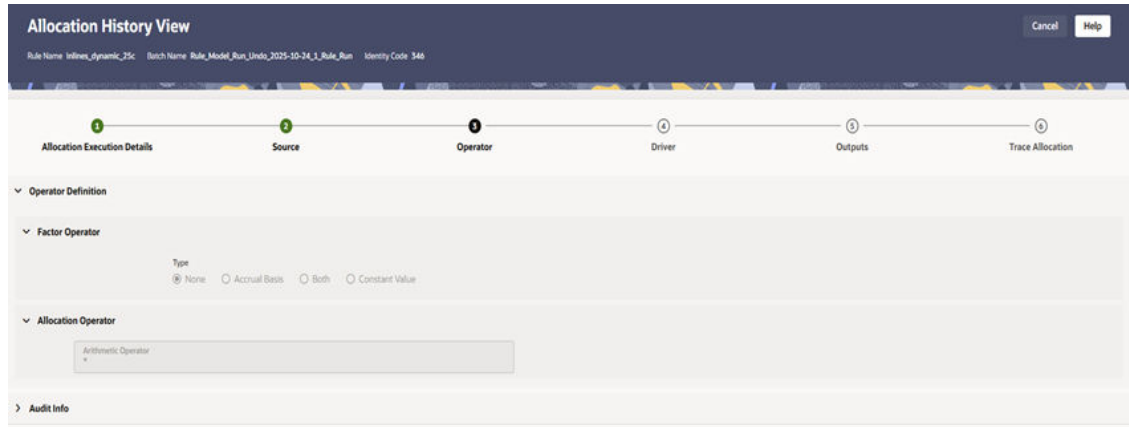 Allocation History View
Cancel Help
Rule Name Inlines_dynamic_25c Batch Name Rule_Model_Run_Undo_2025-10-24_1_Rule_Run Identity Code 346
1 2 3 4 5 6
Allocation Execution Details Source Operator Driver Outputs Trace Allocation
Operator Definition
Factor Operator
Type
None Accrual Basis Both Constant Value
Allocation Operator
Arithmetic Operator
*
Audit Info